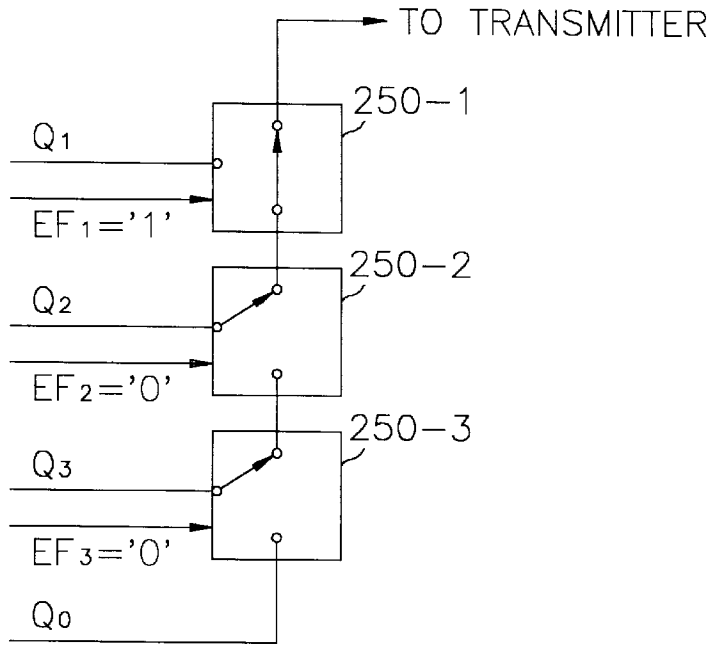 TO TRANSMITTER
250-1
Q1
EF1='1'
250-2
Q2
EF2='0'
250-3
Q3
EF3='0'
Q0